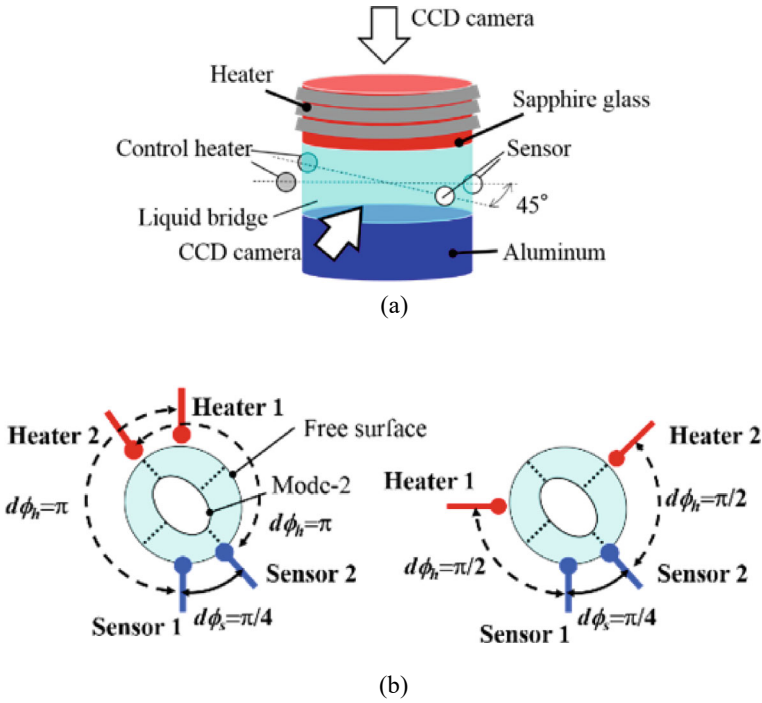 CCD camera
Heater
Sapphire glass
Control heater
Sensor
45°
Liquid bridge
CCD camera
Aluminum
(a)
Heater 2
Heater 1
Free surface
Mode-2
dϕh=π
dϕh=π
Sensor 2
Sensor 1
dϕs=π/4
Heater 2
Heater 1
dϕh=π/2
dϕh=π/2
Sensor 2
Sensor 1
dϕs=π/4
(b)